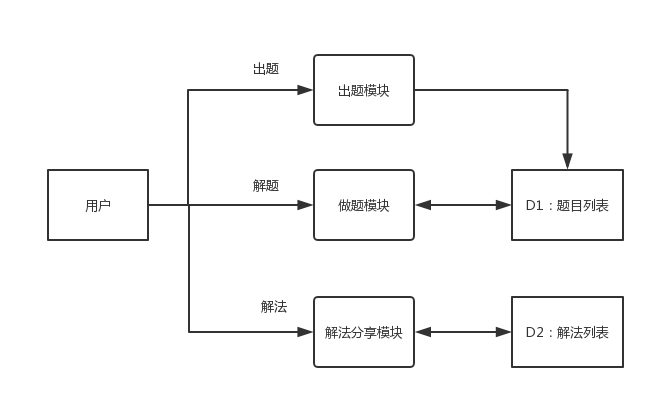 出题
出题模块
解题
用户
做题模块
D1：题目列表
解法
解法分享模块
D2：解法列表